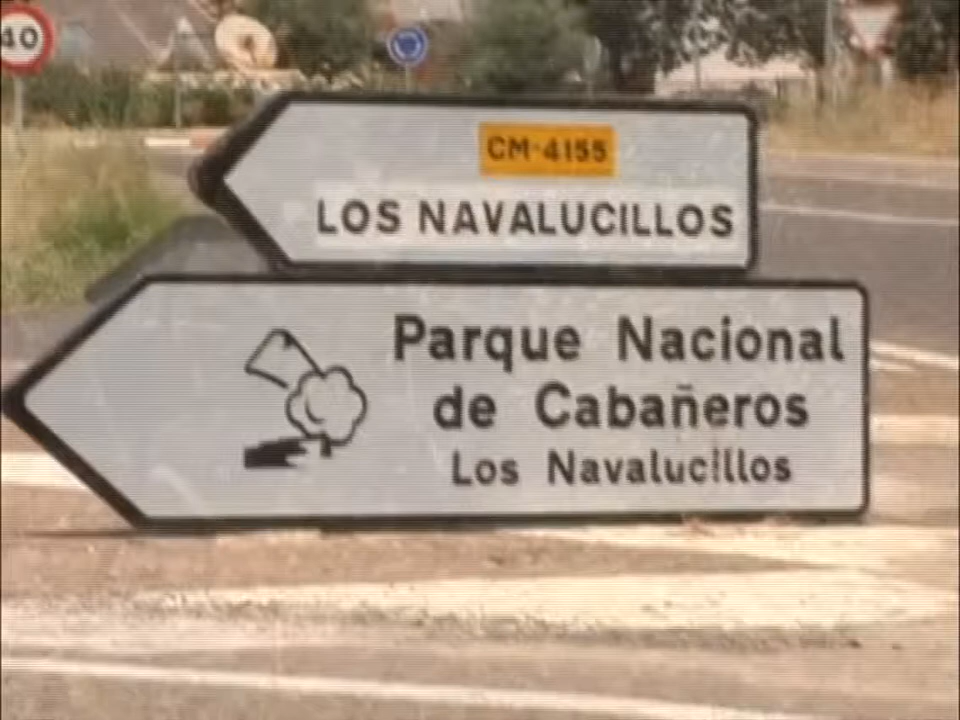 40
CM-4155
LOS NAVALUCILLOS
Parque Nacional
de Cabañeros
Los Navalucillos